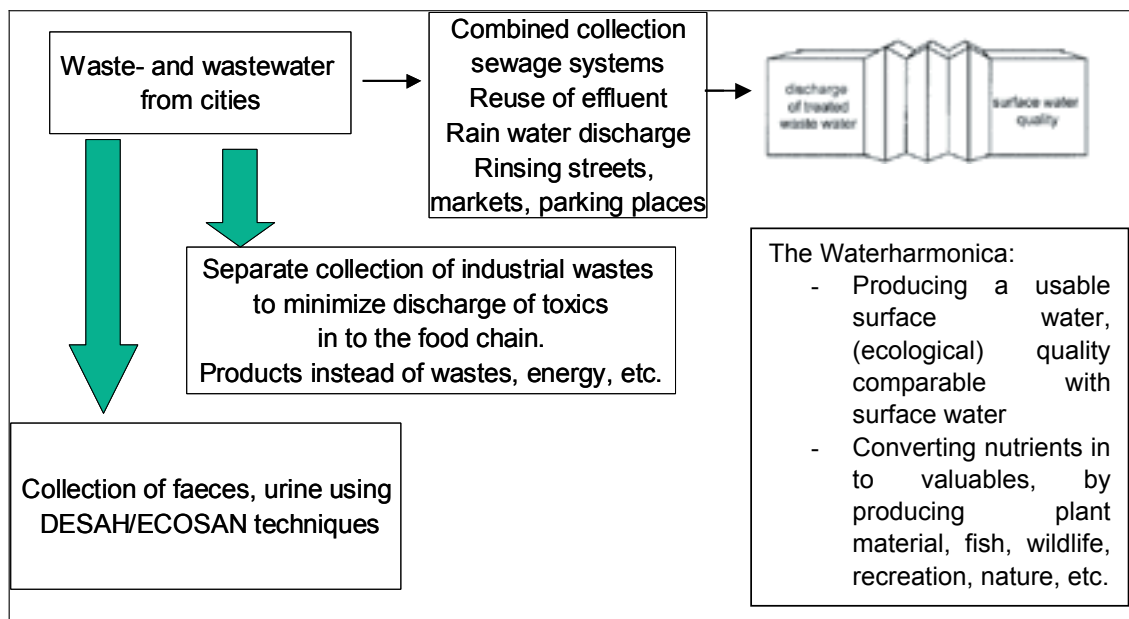 Waste- and wastewater
from cities
Combined collection
sewage systems
Reuse of effluent
Rain water discharge
Rinsing streets,
markets, parking places
discharge
of treated
waste water
surface water
quality
Separate collection of industrial wastes
to minimize discharge of toxics
in to the food chain.
Products instead of wastes, energy, etc.
Collection of faeces, urine using
DESAH/ECOSAN techniques
The Waterharmonica:
- Producing a usable
surface water,
(ecological) quality
comparable with
surface water
- Converting nutrients in
to valuables, by
producing plant
material, fish, wildlife,
recreation, nature, etc.